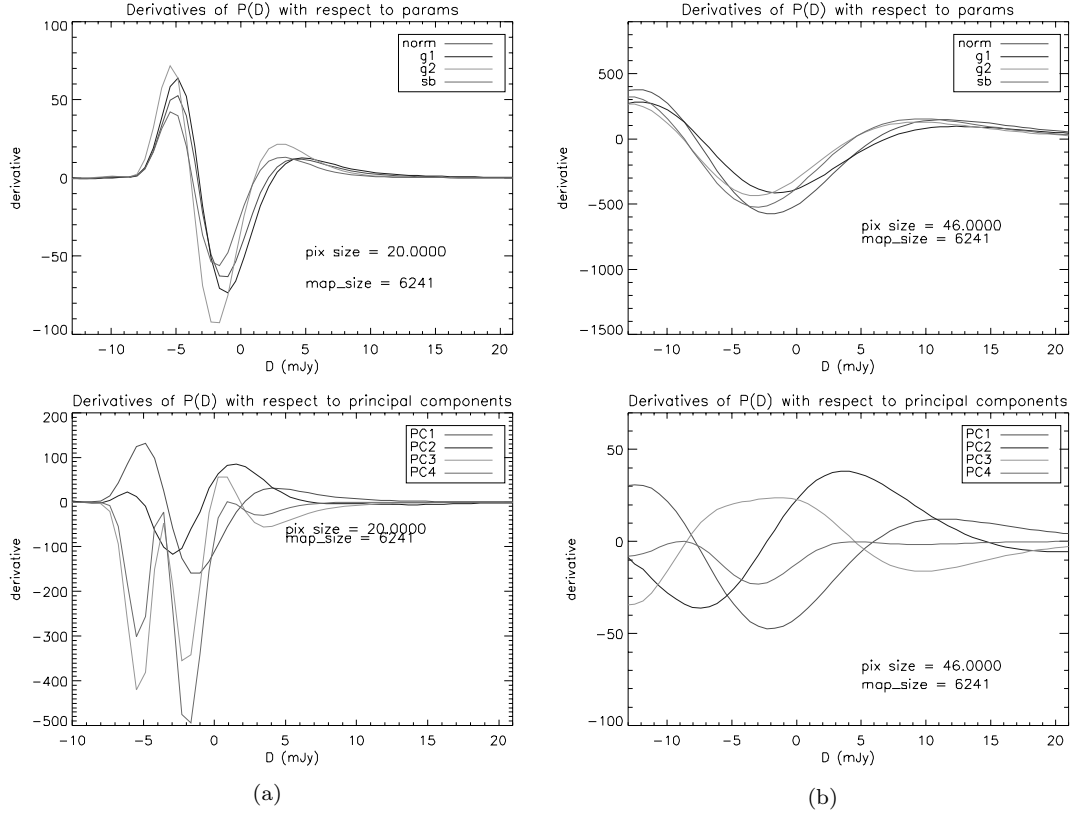 Derivatives of P(D) with respect to params
100
50
0
−50
−100
derivative
norm
g1
g2
sb
pix size = 20.0000
map_size = 6241
−10
−5
0
5
10
15
20
D (mJy)
Derivatives of P(D) with respect to params
500
0
−500
−1000
−1500
derivative
norm
g1
g2
sb
pix size = 46.0000
map_size = 6241
−10
−5
0
5
10
15
20
D (mJy)
Derivatives of P(D) with respect to principal components
200
100
0
−100
−200
−300
−400
−500
derivative
PC1
PC2
PC3
PC4
pix size = 20.0000
map_size = 6241
−10
−5
0
5
10
15
20
D (mJy)
(a)
Derivatives of P(D) with respect to principal components
50
0
−50
−100
derivative
PC1
PC2
PC3
PC4
pix size = 46.0000
map_size = 6241
−10
−5
0
5
10
15
20
D (mJy)
(b)